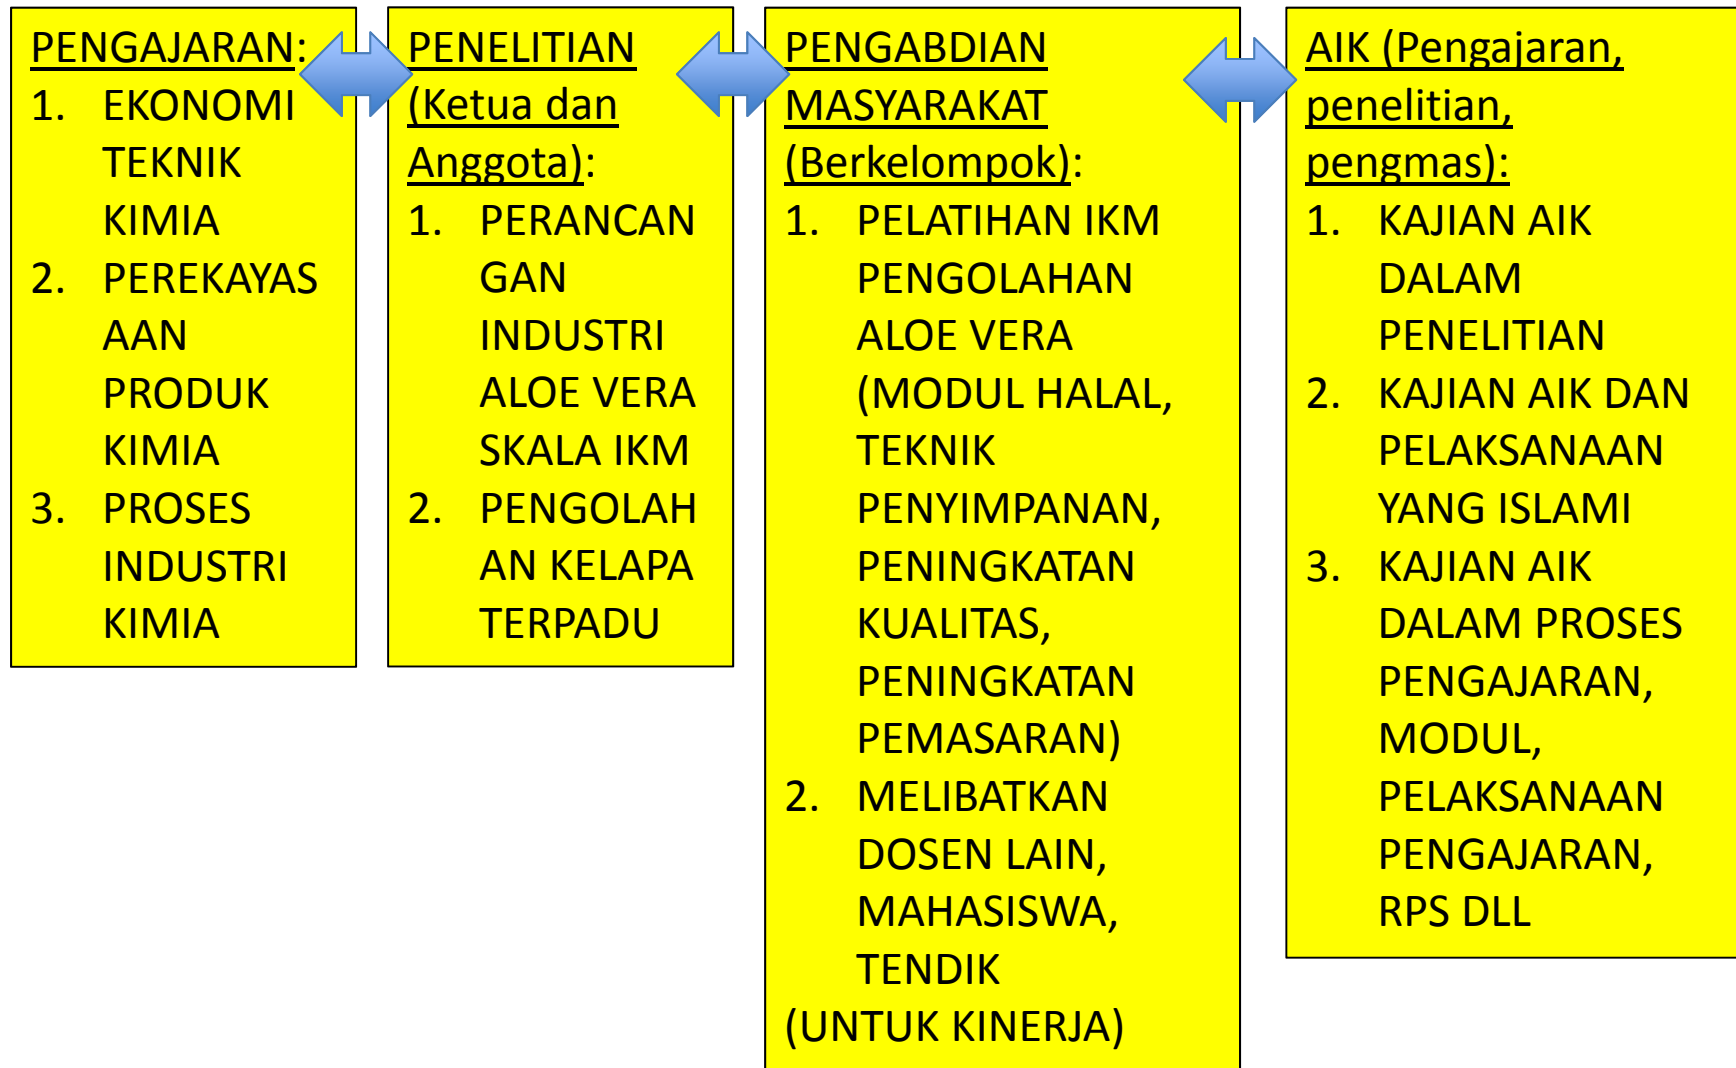 PENGAJARAN:
1. EKONOMI
TEKNIK
KIMIA
2. PEREKAYAS
AAN
PRODUK
KIMIA
3. PROSES
INDUSTRI
KIMIA
PENELITIAN
(Ketua dan
Anggota):
1. PERANCAN
GAN
INDUSTRI
ALOE VERA
SKALA IKM
2. PENGOLAH
AN KELAPA
TERPADU
PENGABDIAN
MASYARAKAT
(Berkelompok):
1. PELATIHAN IKM
PENGOLAHAN
ALOE VERA
(MODUL HALAL,
TEKNIK
PENYIMPANAN,
PENINGKATAN
KUALITAS,
PENINGKATAN
PEMASARAN)
2. MELIBATKAN
DOSEN LAIN,
MAHASISWA,
TENDIK
(UNTUK KINERJA)
AIK (Pengajaran,
penelitian,
pengmas):
1. KAJIAN AIK
DALAM
PENELITIAN
2. KAJIAN AIK DAN
PELAKSANAAN
YANG ISLAMI
3. KAJIAN AIK
DALAM PROSES
PENGAJARAN,
MODUL,
PELAKSANAAN
PENGAJARAN,
RPS DLL